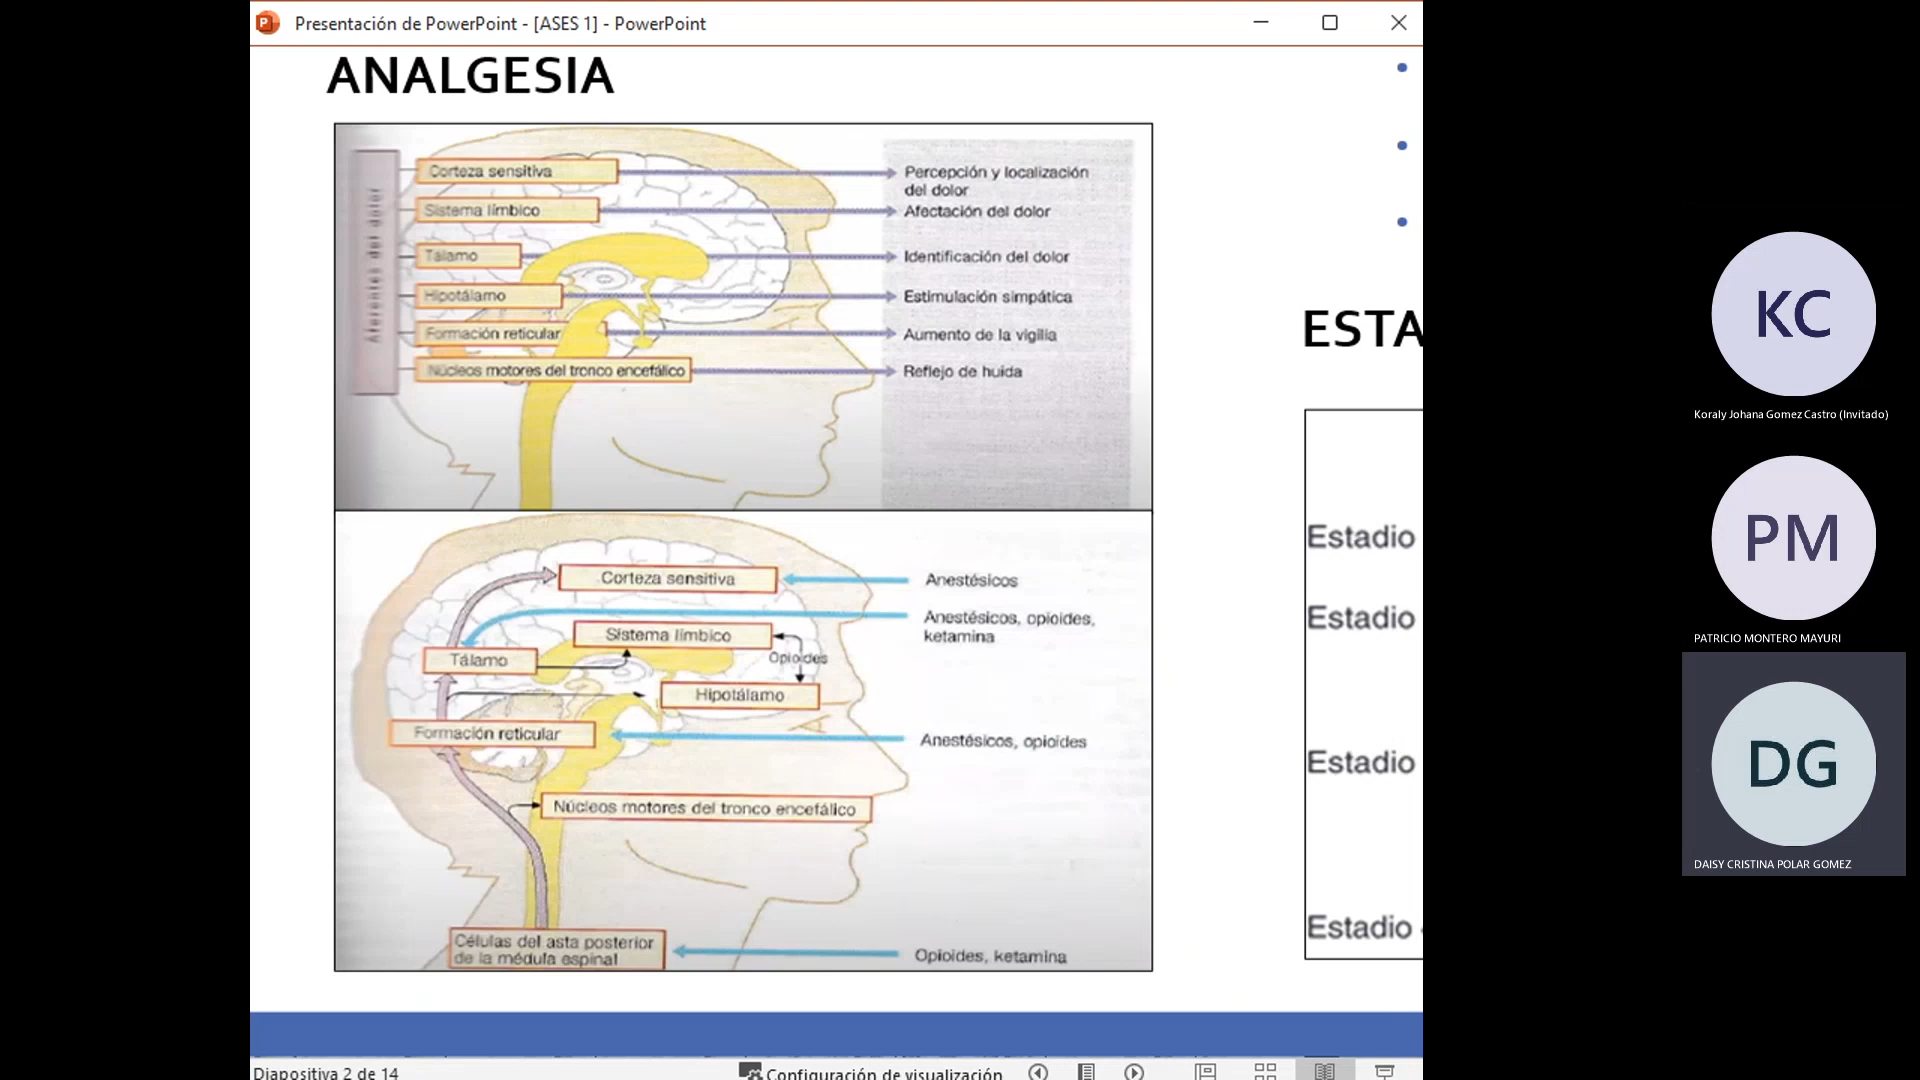 Presentación de PowerPoint - [ASES 1] - PowerPoint
ANALGESIA
Aferentes del dolor
Corteza sensitiva
Percepción y localización
del dolor
Sistema límbico
Afectación del dolor
Tálamo
Identificación del dolor
Hipotálamo
Estimulación simpática
Formación reticular
Aumento de la vigilia
Núcleos motores del tronco encefálico
Reflejo de huida
Corteza sensitiva
Anestésicos
Anestésicos, opioides,
ketamina
Sistema límbico
Opioides
Tálamo
Hipotálamo
Formación reticular
Anestésicos, opioides
Núcleos motores del tronco encefálico
Células del asta posterior
de la médula espinal
Opioides, ketamina
ESTA
Estadio
Estadio
Estadio
Estadio
Diapositiva 2 de 14
Configuración de visualización
KC
Koraly Johana Gomez Castro (Invitado)
PM
PATRICIO MONTERO MAYURI
DG
DAISY CRISTINA POLAR GOMEZ